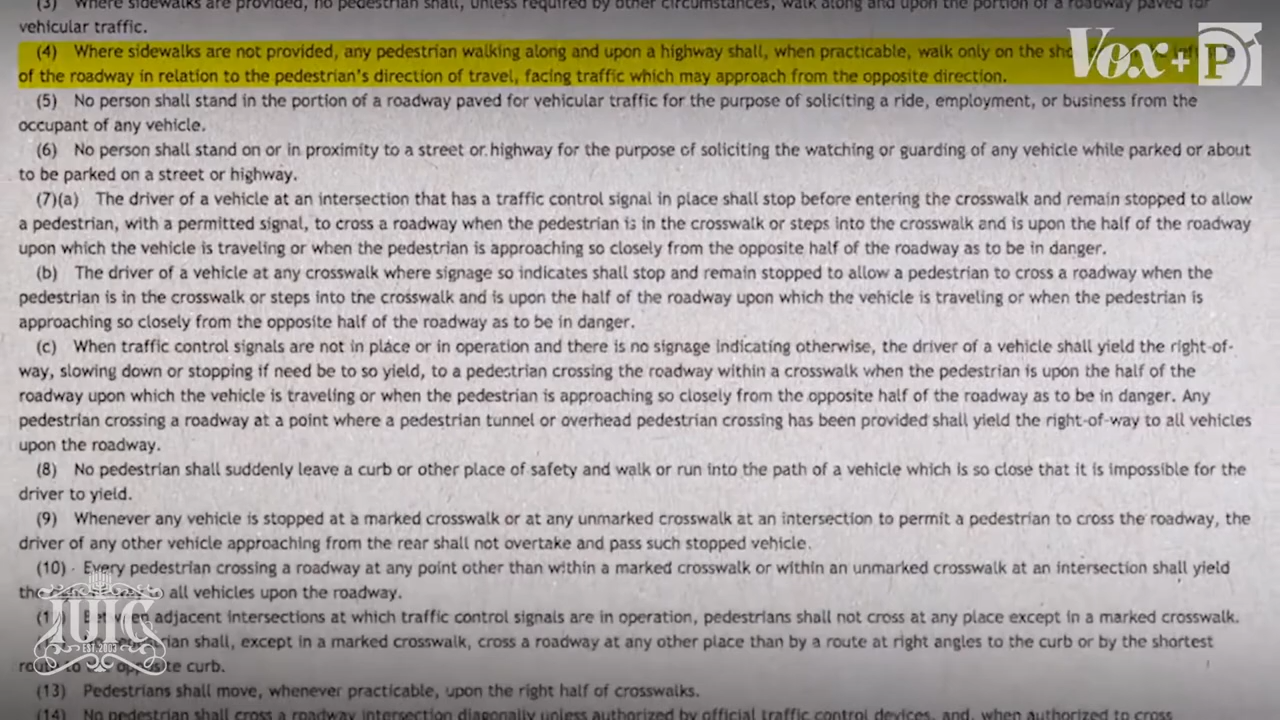 (3) Where sidewalks are provided, no pedestrian shall, unless required by other circumstances, walk along and upon the portion of a roadway paved for
vehicular traffic.
(4) Where sidewalks are not provided, any pedestrian walking along and upon a highway shall, when practicable, walk only on the
of the roadway in relation to the pedestrian's direction of travel, facing traffic which may approach from the opposite direction.
Vox + P
(5) No person shall stand in the portion of a roadway paved for vehicular traffic for the purpose of soliciting a ride, employment, or business from the
occupant of any vehicle.
(6) No person shall stand on or in proximity to a street or highway for the purpose of soliciting the watching or guarding of any vehicle while parked or about
to be parked on a street or highway.
(7)(a) The driver of a vehicle at an intersection that has a traffic control signal in place shall stop before entering the crosswalk and remain stopped to allow
a pedestrian, with a permitted signal, to cross a roadway when the pedestrian is in the crosswalk or steps into the crosswalk and is upon the half of the roadway
upon which the vehicle is traveling or when the pedestrian is approaching so closely from the opposite half of the roadway as to be in danger.
(b) The driver of a vehicle at any crosswalk where signage so indicates shall stop and remain stopped to allow a pedestrian to cross a roadway when the
pedestrian is in the crosswalk or steps into the crosswalk and is upon the half of the roadway upon which the vehicle is traveling or when the pedestrian is
approaching so closely from the opposite half of the roadway as to be in danger.
(c) When traffic control signals are not in place or in operation and there is no signage indicating otherwise, the driver of a vehicle shall yield the right-of-
way, slowing down or stopping if need be to so yield, to a pedestrian crossing the roadway within a crosswalk when the pedestrian is upon the half of the
roadway upon which the vehicle is traveling or when the pedestrian is approaching so closely from the opposite half of the roadway as to be in danger. Any
pedestrian crossing a roadway at a point where a pedestrian tunnel or overhead pedestrian crossing has been provided shall yield the right-of-way to all vehicles
upon the roadway.
(8) No pedestrian shall suddenly leave a curb or other place of safety and walk or run into the path of a vehicle which is so close that it is impossible for the
driver to yield.
(9) Whenever any vehicle is stopped at a marked crosswalk or at any unmarked crosswalk at an intersection to permit a pedestrian to cross the roadway, the
driver of any other vehicle approaching from the rear shall not overtake and pass such stopped vehicle.
(10) Every pedestrian crossing a roadway at any point other than within a marked crosswalk or within an unmarked crosswalk at an intersection shall yield
the all vehicles upon the roadway.
Between adjacent intersections at which traffic control signals are in operation, pedestrians shall not cross at any place except in a marked crosswalk.
shall, except in a marked crosswalk, cross a roadway at any other place than by a route at right angles to the curb or by the shortest
route to the opposite curb.
IUIC
EST. 2003
(13) Pedestrians shall move, whenever practicable, upon the right half of crosswalks.
(14) No pedestrian shall cross a roadway intersection diagonally unless authorized by official traffic control devices, and, when authorized to cross